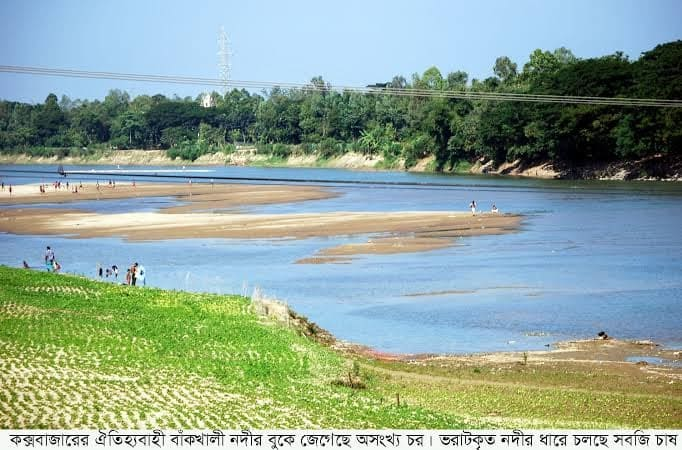 কক্সবাজারের ঐতিহ্যবাহী বাঁকখালী নদীর বুকে জেগেছে অসংখ্য চর। ভরাটকৃত নদীর ধারে চলছে সবজি চাষ